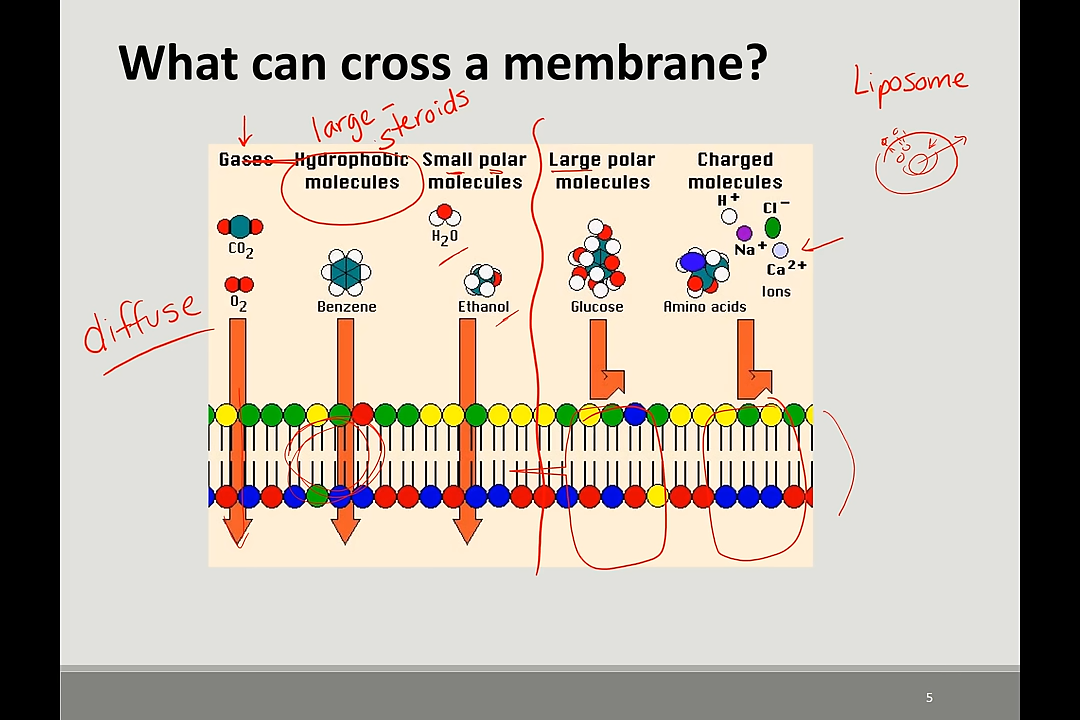 What can cross a membrane?
Liposome
large - steroids
Gases
Hydrophobic
molecules
Small polar
molecules
Large polar
molecules
Charged
molecules
H+
Cl−
Na+
Ca2+
Ions
CO2
O2
H2O
Benzene
Ethanol
Glucose
Amino acids
diffuse
5